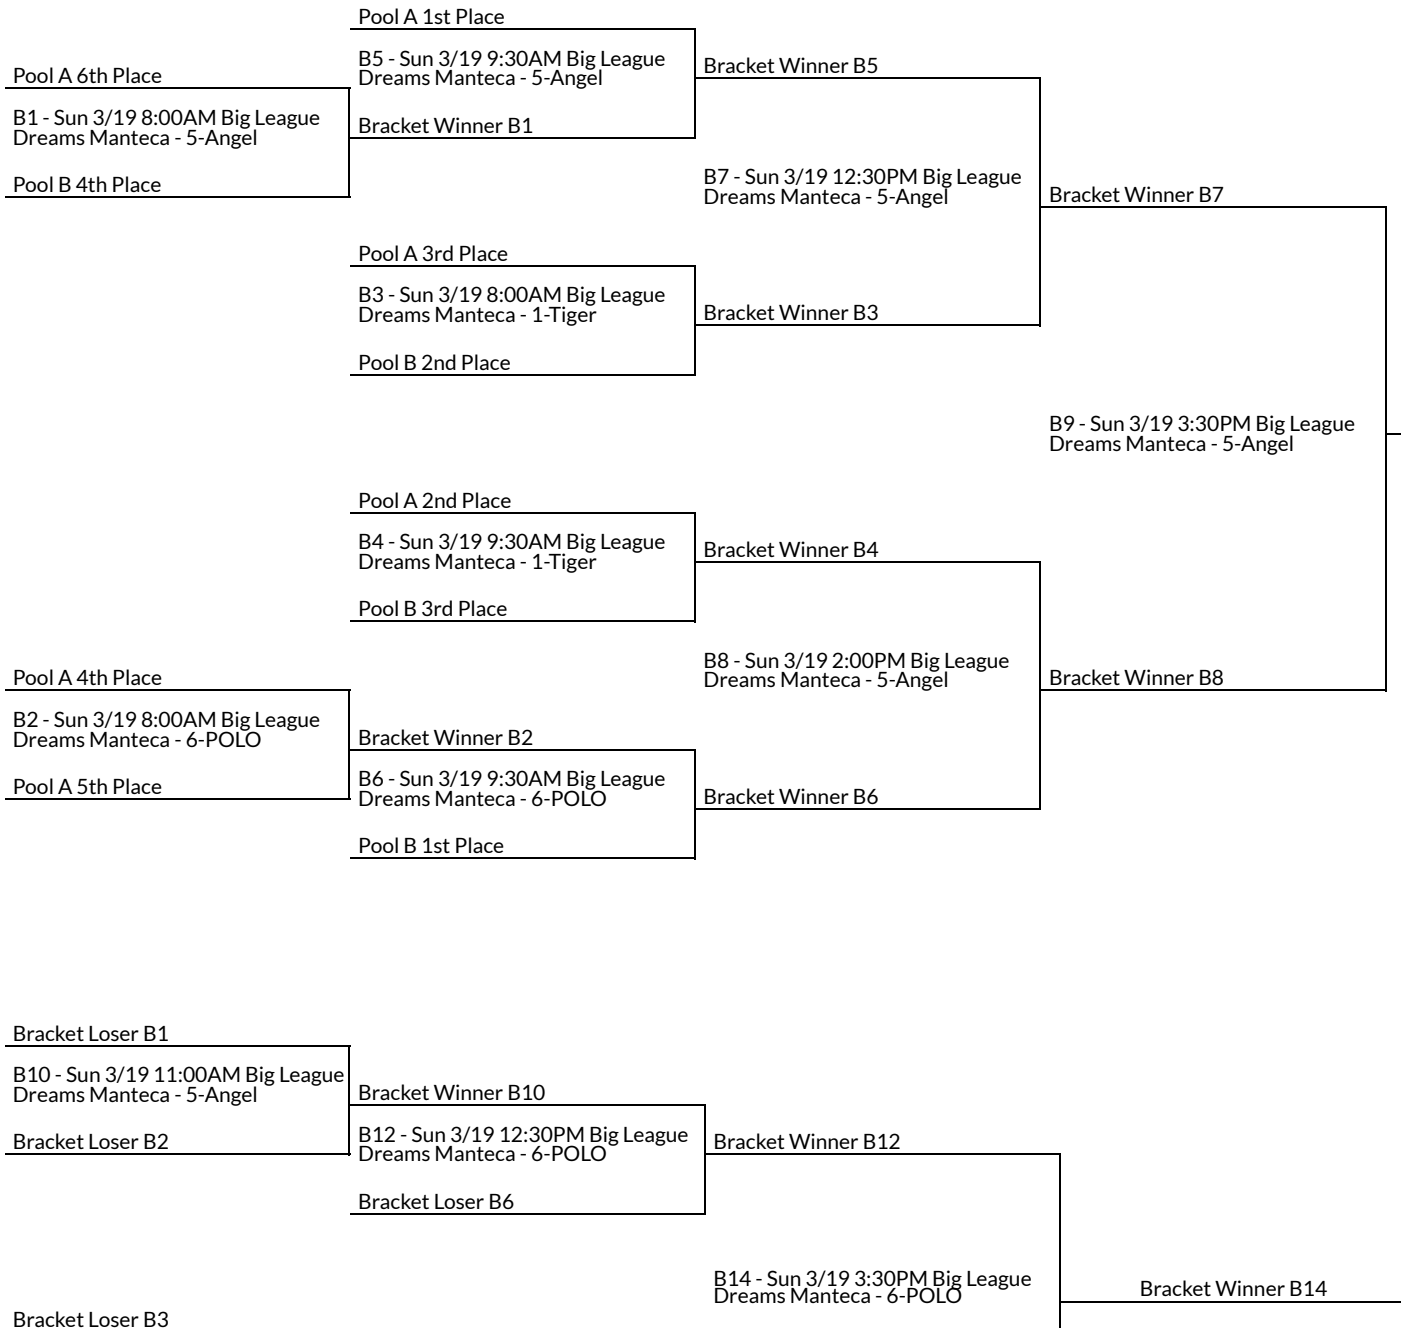 Pool A 1st Place
B5 - Sun 3/19 9:30AM Big League
Dreams Manteca - 5-Angel
Bracket Winner B5
Pool A 6th Place
B1 - Sun 3/19 8:00AM Big League
Dreams Manteca - 5-Angel
Bracket Winner B1
Pool B 4th Place
B7 - Sun 3/19 12:30PM Big League
Dreams Manteca - 5-Angel
Bracket Winner B7
Pool A 3rd Place
B3 - Sun 3/19 8:00AM Big League
Dreams Manteca - 1-Tiger
Bracket Winner B3
Pool B 2nd Place
B9 - Sun 3/19 3:30PM Big League
Dreams Manteca - 5-Angel
Pool A 2nd Place
B4 - Sun 3/19 9:30AM Big League
Dreams Manteca - 1-Tiger
Bracket Winner B4
Pool B 3rd Place
B8 - Sun 3/19 2:00PM Big League
Dreams Manteca - 5-Angel
Bracket Winner B8
Pool A 4th Place
B2 - Sun 3/19 8:00AM Big League
Dreams Manteca - 6-POLO
Bracket Winner B2
Pool A 5th Place
B6 - Sun 3/19 9:30AM Big League
Dreams Manteca - 6-POLO
Bracket Winner B6
Pool B 1st Place
Bracket Loser B1
B10 - Sun 3/19 11:00AM Big League
Dreams Manteca - 5-Angel
Bracket Winner B10
Bracket Loser B2
B12 - Sun 3/19 12:30PM Big League
Dreams Manteca - 6-POLO
Bracket Winner B12
Bracket Loser B6
B14 - Sun 3/19 3:30PM Big League
Dreams Manteca - 6-POLO
Bracket Winner B14
Bracket Loser B3